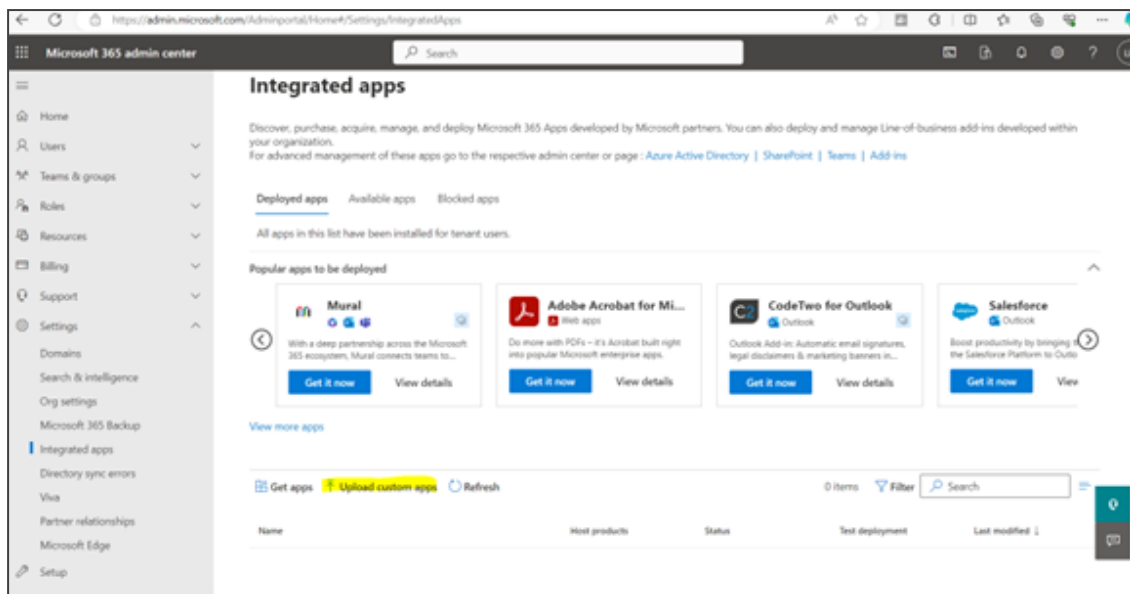 https://admin.microsoft.com/Adminportal/Home#/Settings/IntegratedApps
Microsoft 365 admin center
Search
Home
Users
Teams & groups
Roles
Resources
Billing
Support
Settings
Domains
Search & intelligence
Org settings
Microsoft 365 Backup
Integrated apps
Directory sync errors
Viva
Partner relationships
Microsoft Edge
Setup
Integrated apps
Discover, purchase, acquire, manage, and deploy Microsoft 365 Apps developed by Microsoft partners. You can also deploy and manage Line-of-business add-ins developed within
your organization.
For advanced management of these apps go to the respective admin center or page : Azure Active Directory | SharePoint | Teams | Add-ins
Deployed apps Available apps Blocked apps
All apps in this list have been installed for tenant users.
Popular apps to be deployed
Mural
With a deep partnership across the Microsoft
365 ecosystem, Mural connects teams to...
Get it now View details
Adobe Acrobat for Mi...
Web apps
Do more with PDFs – it's Acrobat built right
into popular Microsoft enterprise apps.
Get it now View details
C2
CodeTwo for Outlook
Outlook
Outlook Add-in: Automatic email signatures,
legal disclaimers & marketing banners in...
Get it now View details
Salesforce
Outlook
Boost productivity by bringing
the Salesforce Platform to Outlo
Get it now View
View more apps
Get apps Upload custom apps Refresh 0 items Filter Search
Name Host products Status Test deployment Last modified ↓